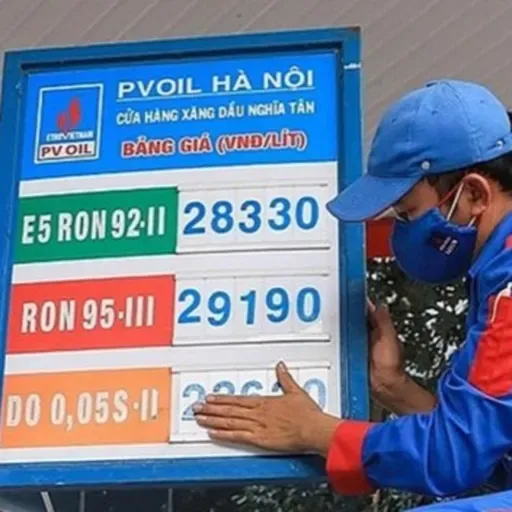 PVOIL HÀ NỘI
CỬA HÀNG XĂNG DẦU NGHĨA TÂN
BẢNG GIÁ (VNĐ/LÍT)
PETROVIETNAM
PV OIL
E5 RON 92-II 28330
RON 95-III 29190
DO 0,05S-II